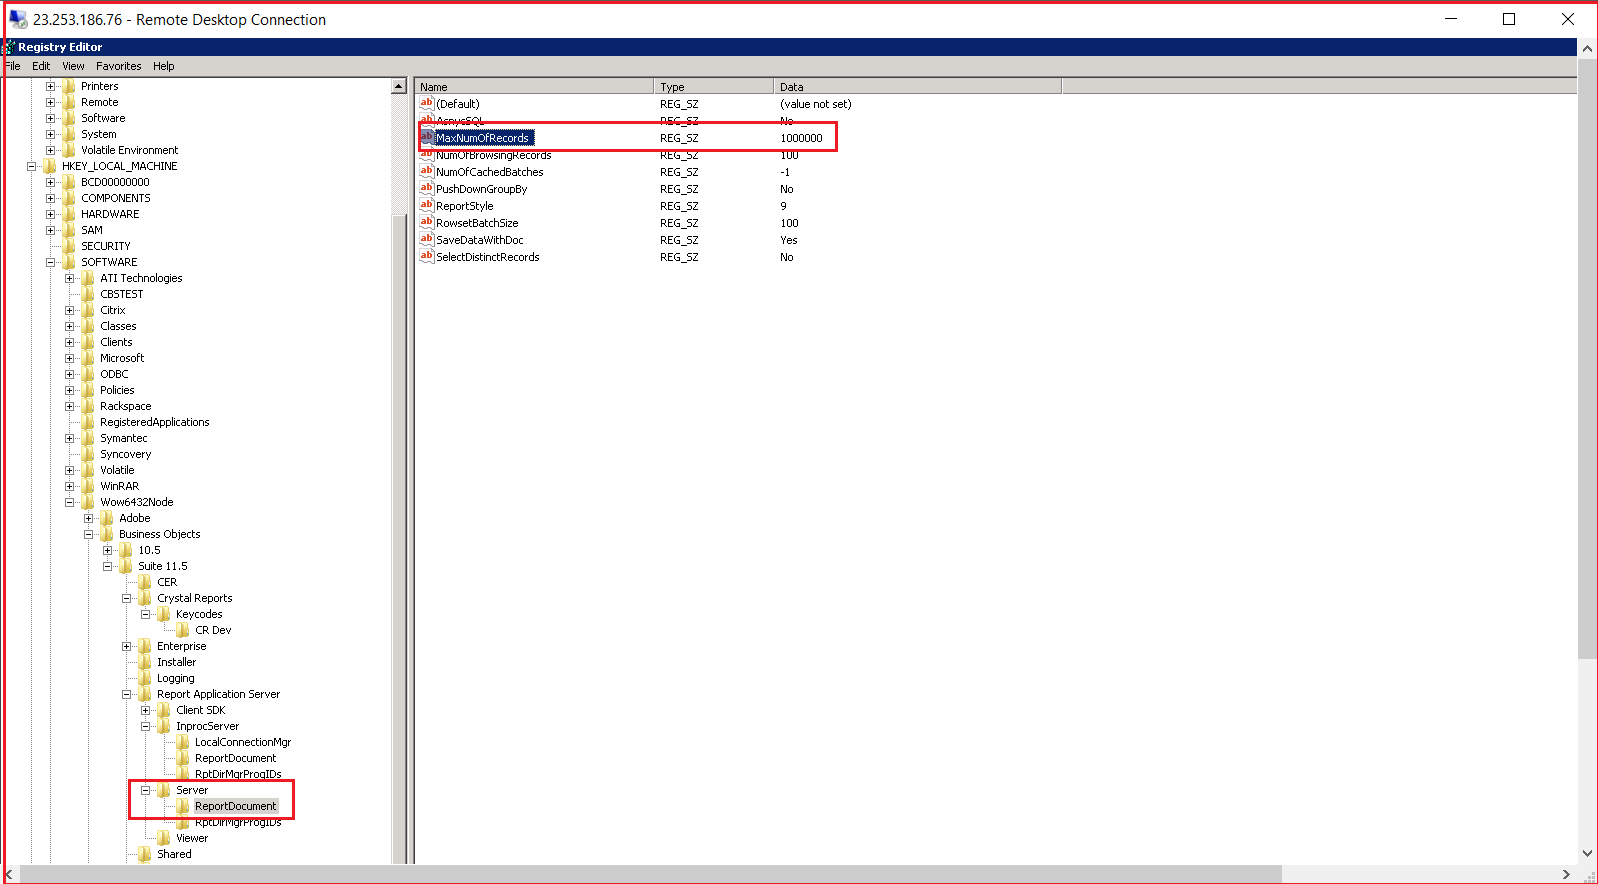 23.253.186.76 - Remote Desktop Connection
Registry Editor
File Edit View Favorites Help
Printers
Remote
Software
System
Volatile Environment
HKEY_LOCAL_MACHINE
BCD00000000
COMPONENTS
HARDWARE
SAM
SECURITY
SOFTWARE
ATI Technologies
CBSTEST
Citrix
Classes
Clients
Microsoft
ODBC
Policies
Rackspace
RegisteredApplications
Symantec
Syncovery
Volatile
WinRAR
Wow6432Node
Adobe
Business Objects
10.5
Suite 11.5
CER
Crystal Reports
Keycodes
CR Dev
Enterprise
Installer
Logging
Report Application Server
Client SDK
InprocServer
LocalConnectionMgr
ReportDocument
RptDirMgrProgIDs
Server
ReportDocument
RptDirMgrProgIDs
Viewer
Shared
Name Type Data
(Default) REG_SZ (value not set)
AsnycSQL REG_SZ No
MaxNumOfRecords REG_SZ 1000000
NumOfBrowsingRecords REG_SZ 100
NumOfCachedBatches REG_SZ -1
PushDownGroupBy REG_SZ No
ReportStyle REG_SZ 9
RowsetBatchSize REG_SZ 100
SaveDataWithDoc REG_SZ Yes
SelectDistinctRecords REG_SZ No